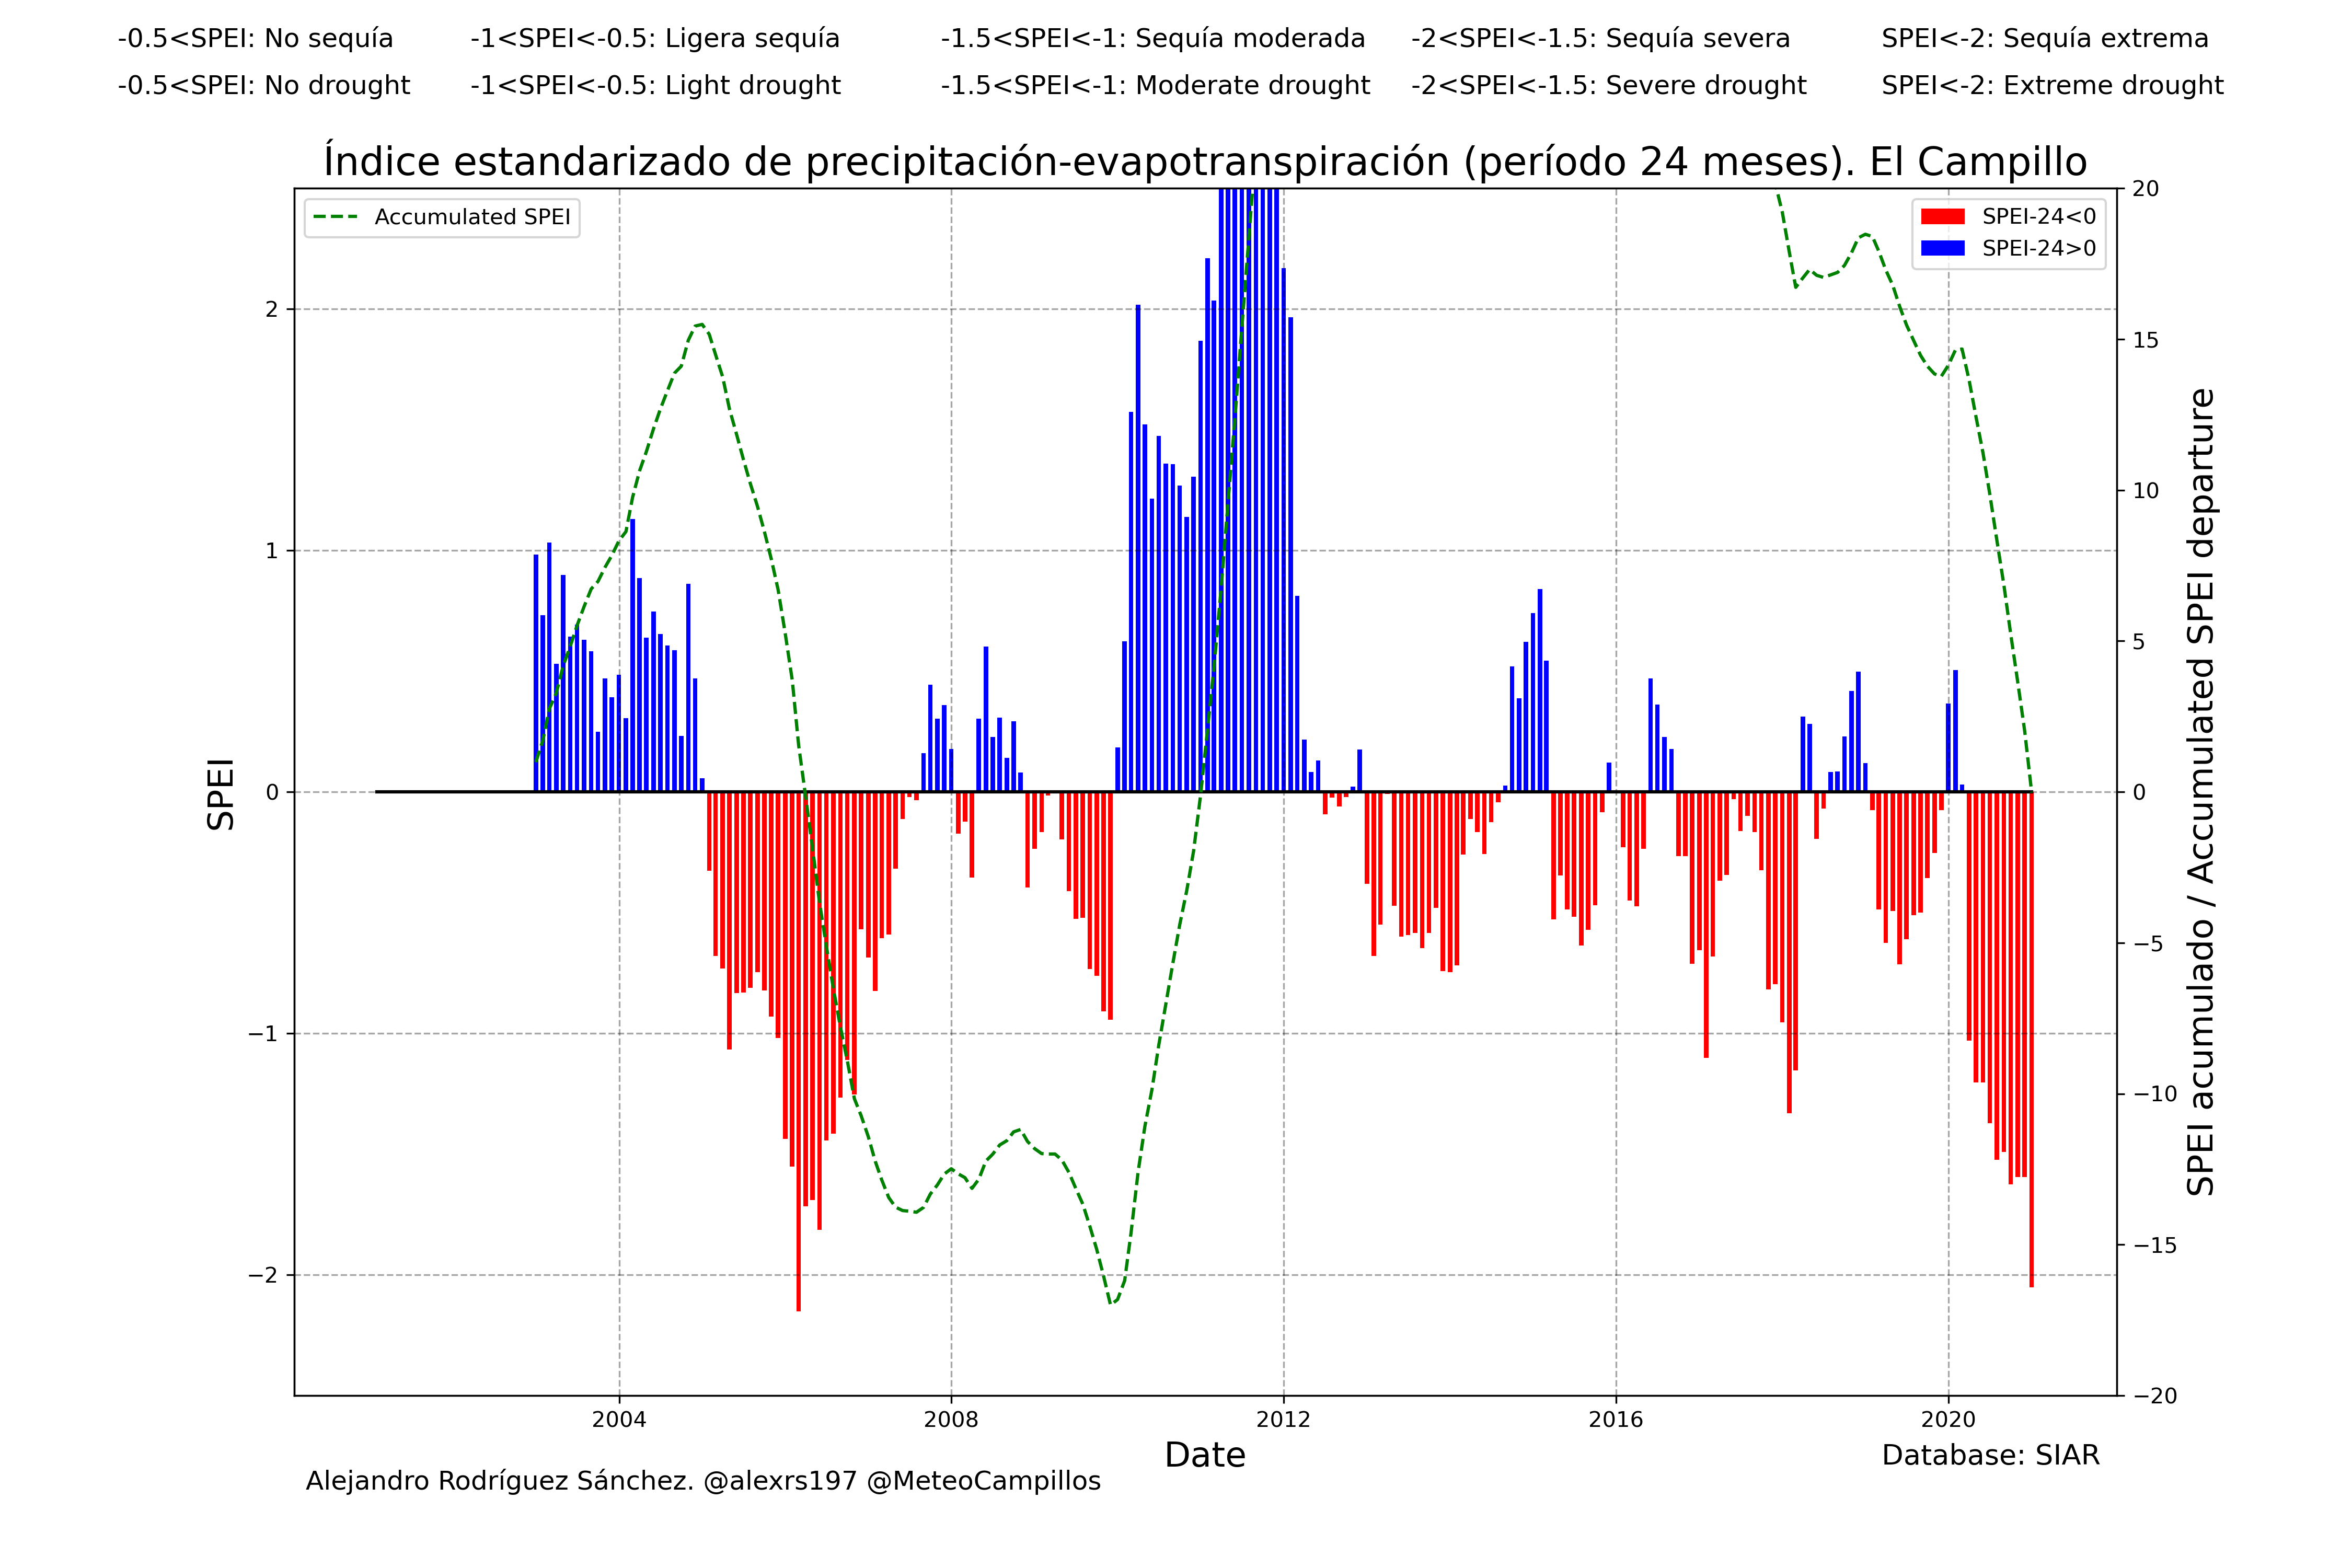 -0.5<SPEI: No sequía -1<SPEI<-0.5: Ligera sequía -1.5<SPEI<-1: Sequía moderada -2<SPEI<-1.5: Sequía severa SPEI<-2: Sequía extrema
-0.5<SPEI: No drought -1<SPEI<-0.5: Light drought -1.5<SPEI<-1: Moderate drought -2<SPEI<-1.5: Severe drought SPEI<-2: Extreme drought
Índice estandarizado de precipitación-evapotranspiración (período 24 meses). El Campillo
Accumulated SPEI
SPEI-24<0
SPEI-24>0
SPEI
2
1
0
−1
−2
20
15
10
5
0
−5
−10
−15
−20
SPEI acumulado / Accumulated SPEI departure
2004 2008 2012 2016 2020
Date
Database: SIAR
Alejandro Rodríguez Sánchez. @alexrs197 @MeteoCampillos